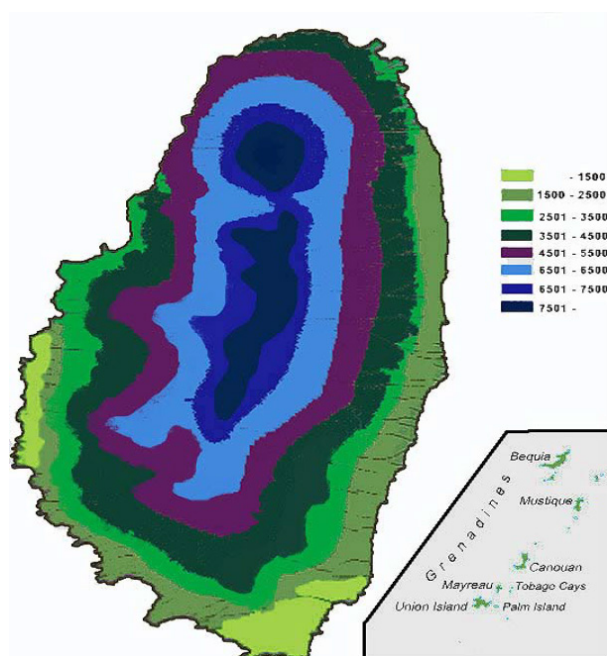 - 1500
1500 - 2500
2501 - 3500
3501 - 4500
4501 - 5500
6501 - 6500
6501 - 7500
7501 -
Bequia
Mustique
Grenadines
Canouan
Mayreau Tobago Cays
Union Island Palm Island